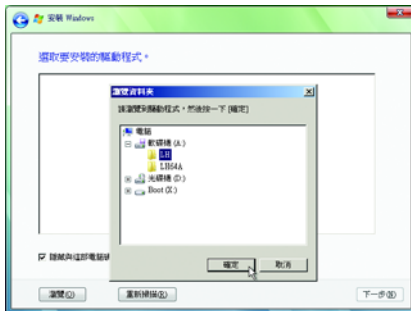 安裝 Windows
選取要安裝的驅動程式。
瀏覽資料夾
請瀏覽到驅動程式，然後按一下 [確定]
電腦
軟碟機 (A:)
LH
LH64A
光碟機 (D:)
Boot (X:)
確定
取消
隱藏與這部電腦硬
瀏覽(O)
重新掃描(R)
下一步(N)